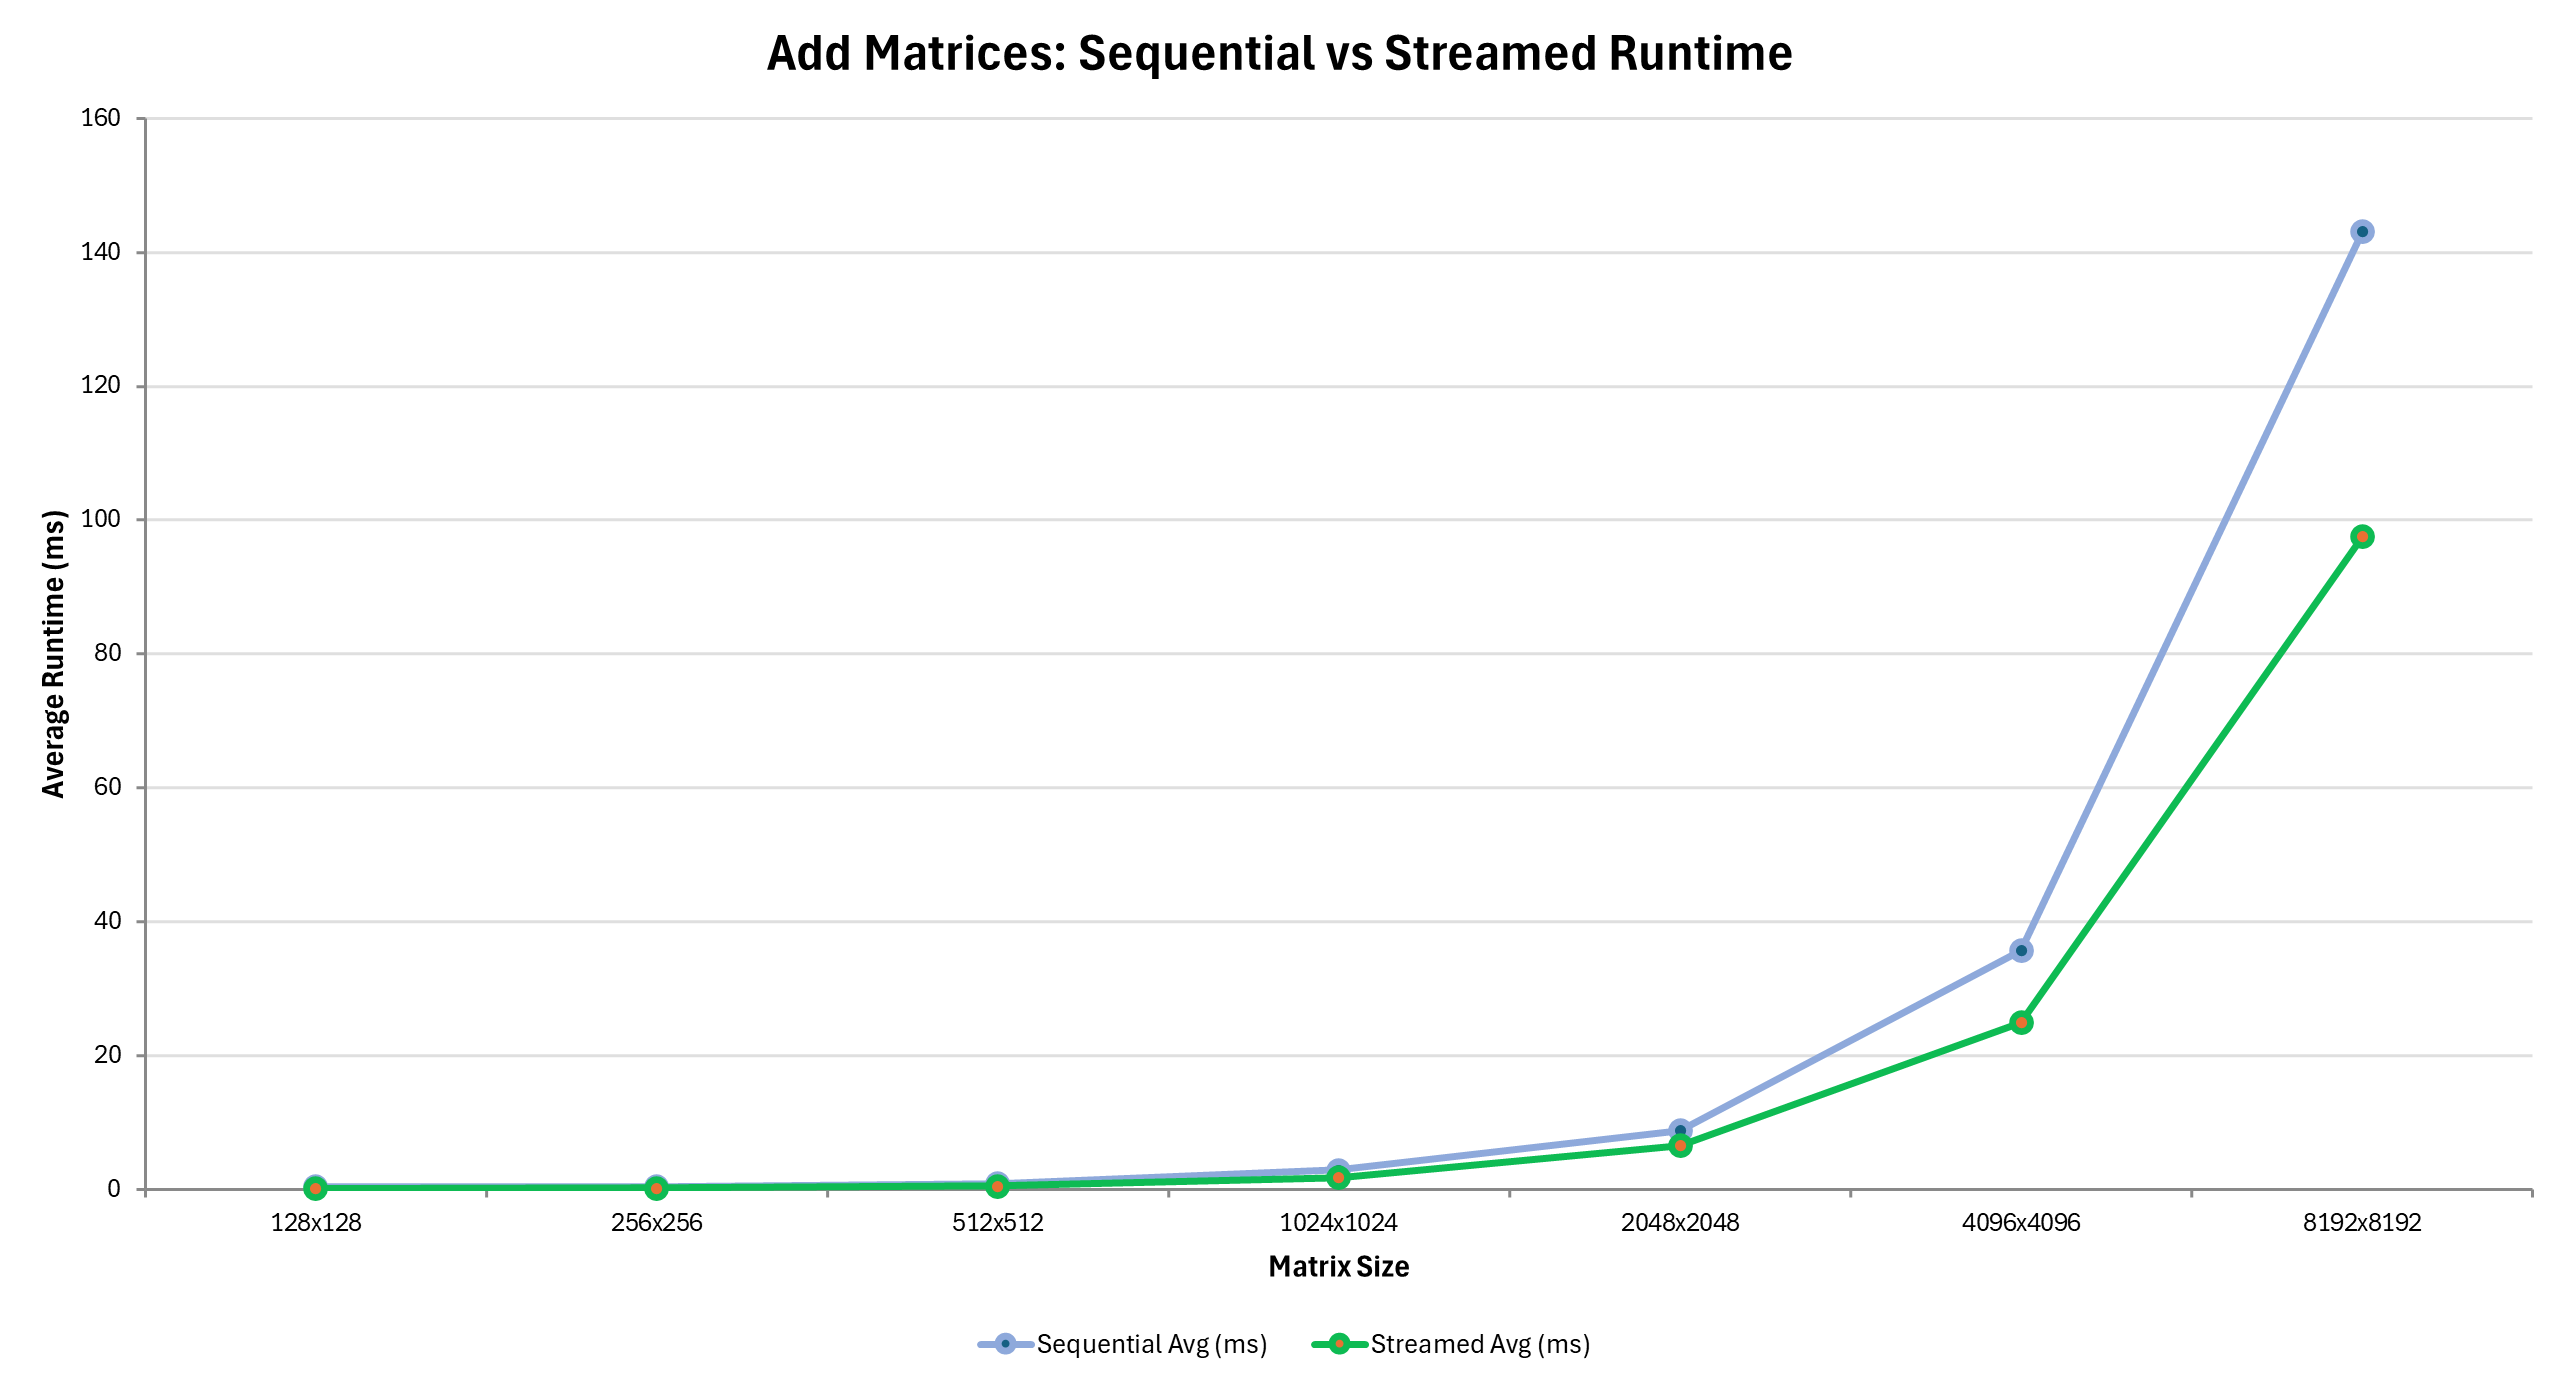 Add Matrices: Sequential vs Streamed Runtime
160
140
120
100
80
60
40
20
0
Average Runtime (ms)
128x128
256x256
512x512
1024x1024
2048x2048
4096x4096
8192x8192
Matrix Size
Sequential Avg (ms)
Streamed Avg (ms)